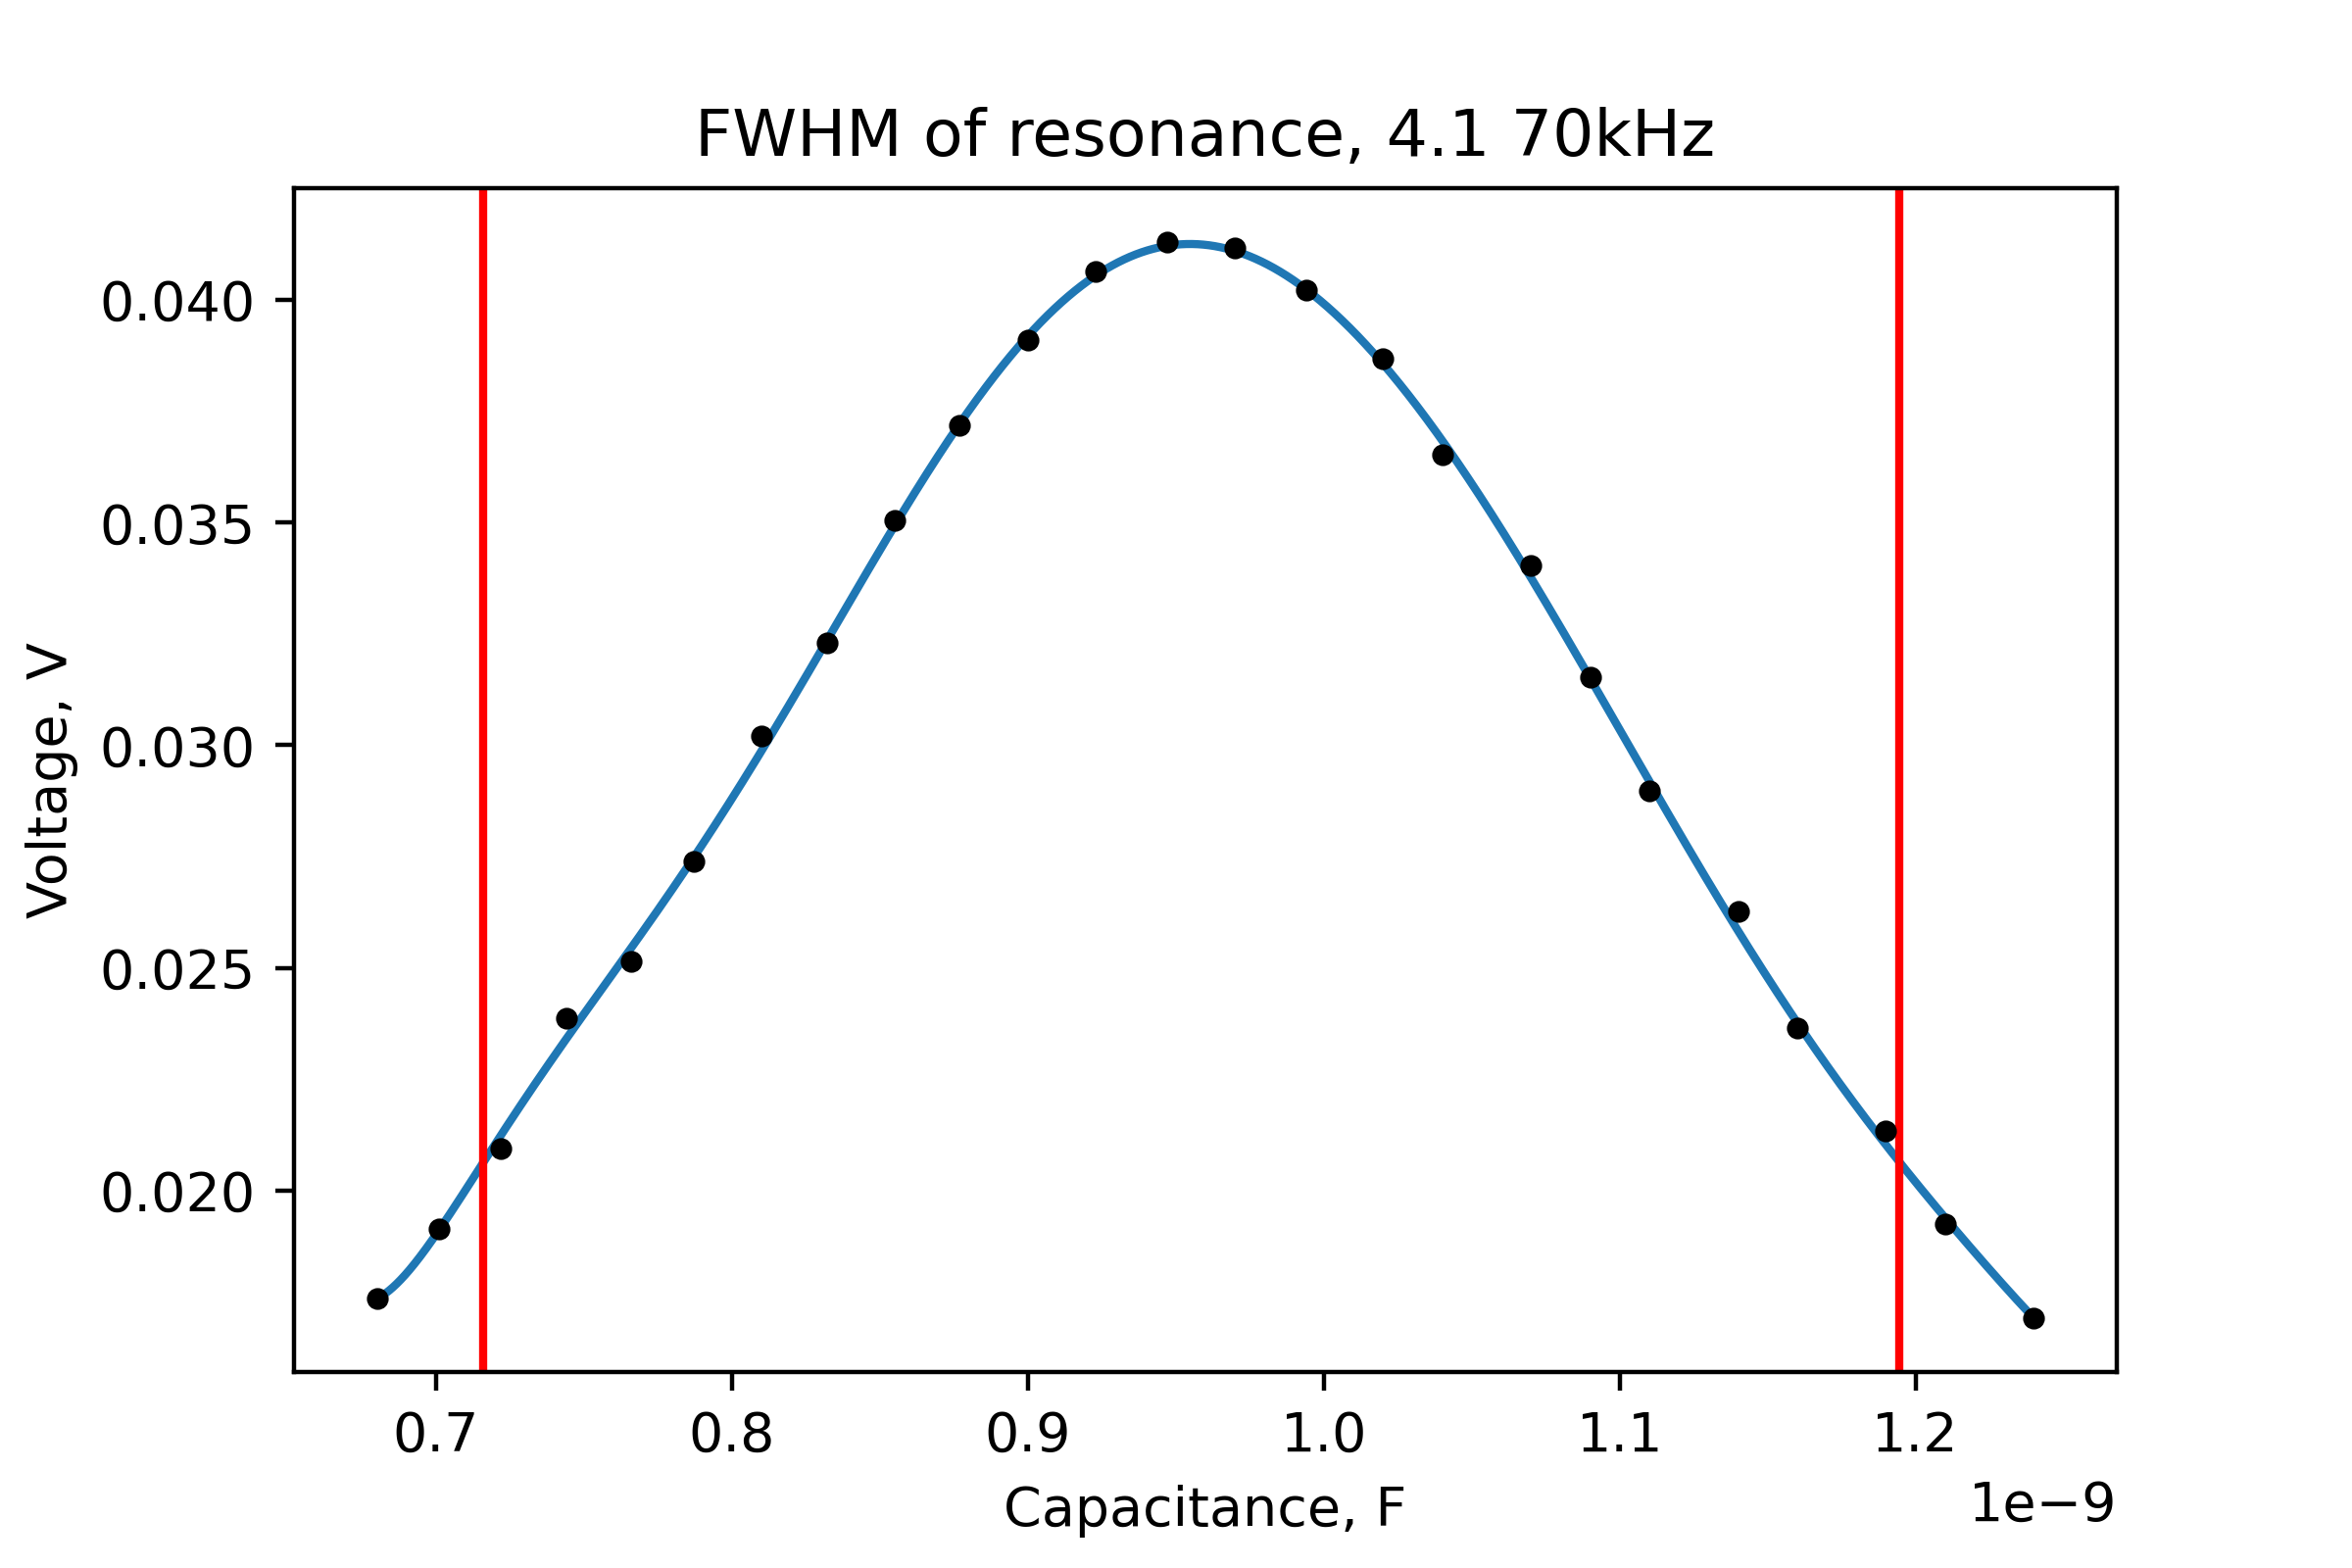 FWHM of resonance, 4.1 70kHz
Voltage, V
0.040
0.035
0.030
0.025
0.020
0.7 0.8 0.9 1.0 1.1 1.2
1e−9
Capacitance, F